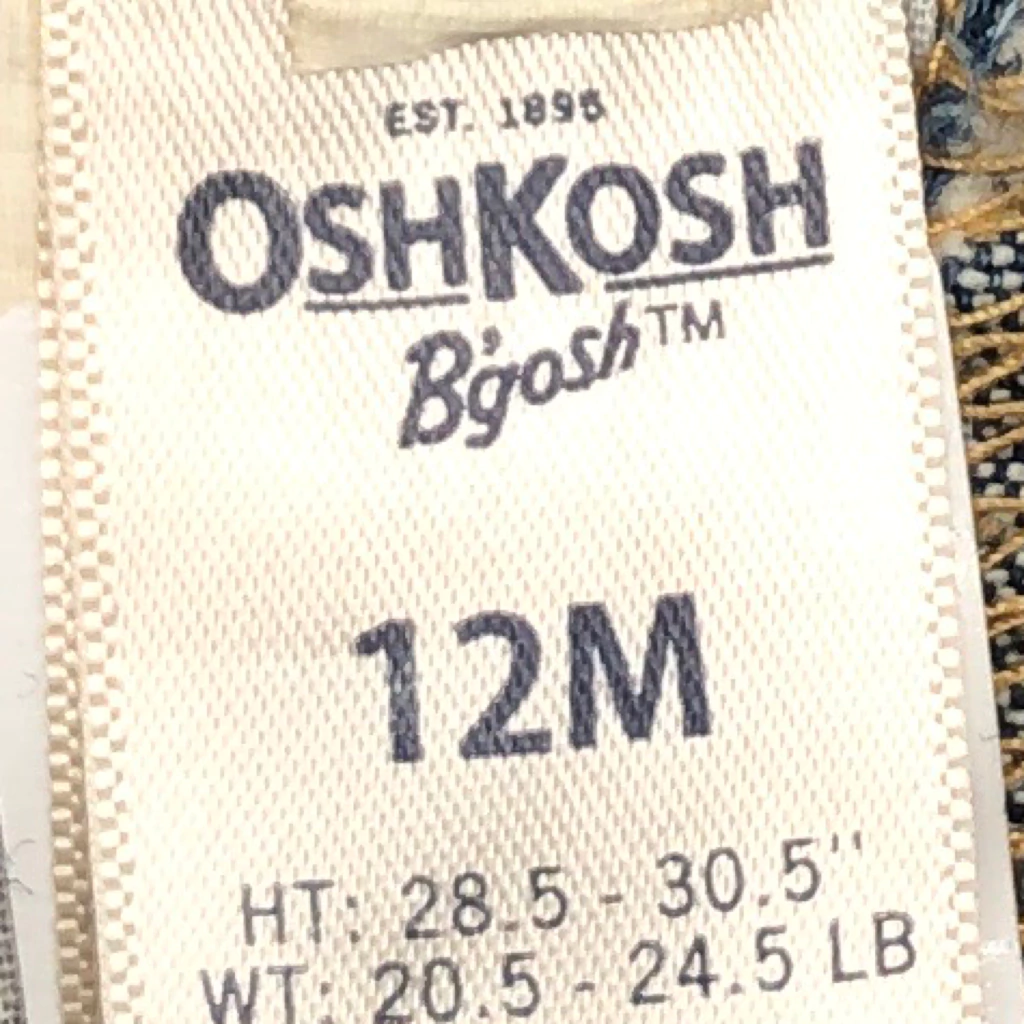 EST. 1895
OSHKOSH
B'gosh™
12M
HT: 28.5 - 30.5"
WT: 20.5 - 24.5 LB